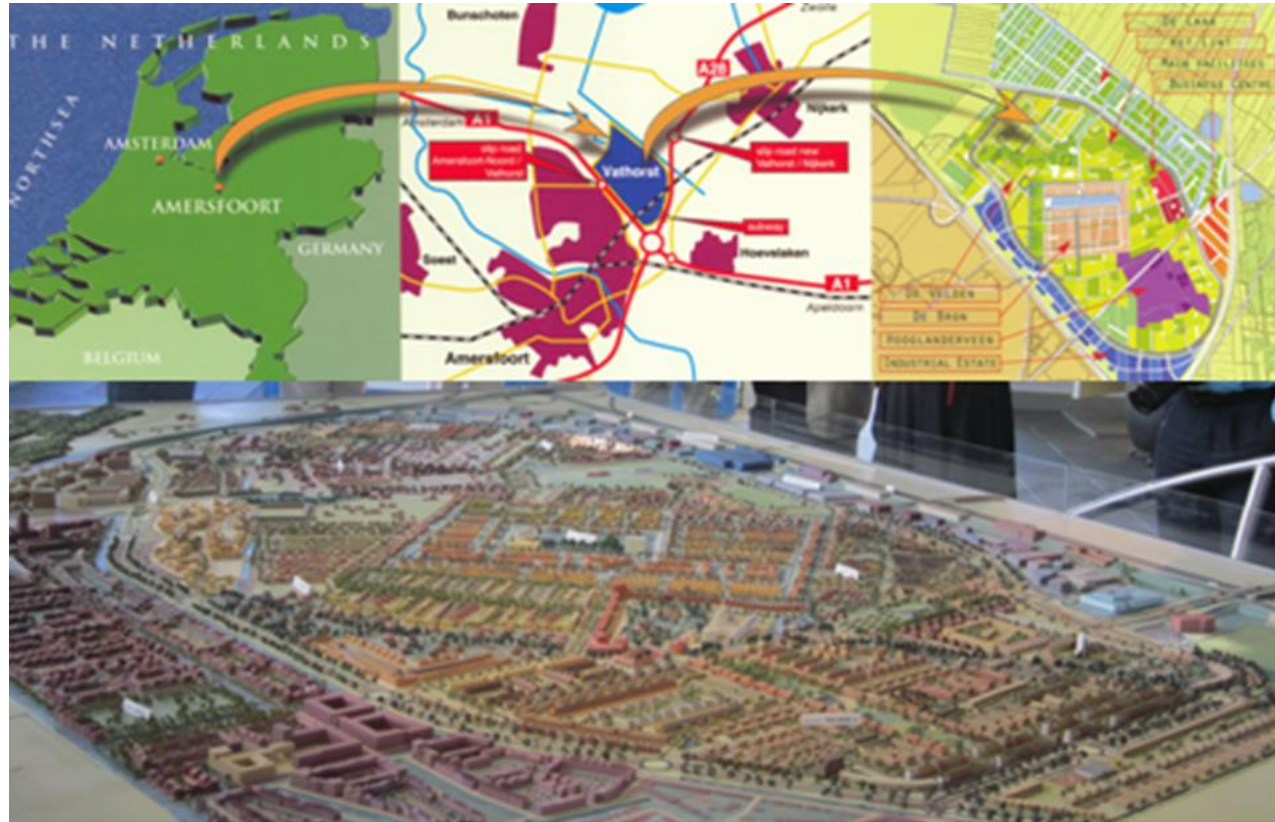 THE NETHERLANDS
NORTHSEA
AMSTERDAM
AMERSFOORT
GERMANY
BELGIUM
Bunschoten
Zwolle
A28
Nijkerk
Amsterdam
A1
slip road
Amersfoort-Noord /
Vathorst
Vathorst
slip road new
Vathorst / Nijkerk
subway
Soest
Hoevelaken
A1
Apeldoorn
Amersfoort
De Laak
Het Lint
Main facilities
Business Centre
De Velden
De Bron
Hooglanderveen
Industrial Estate